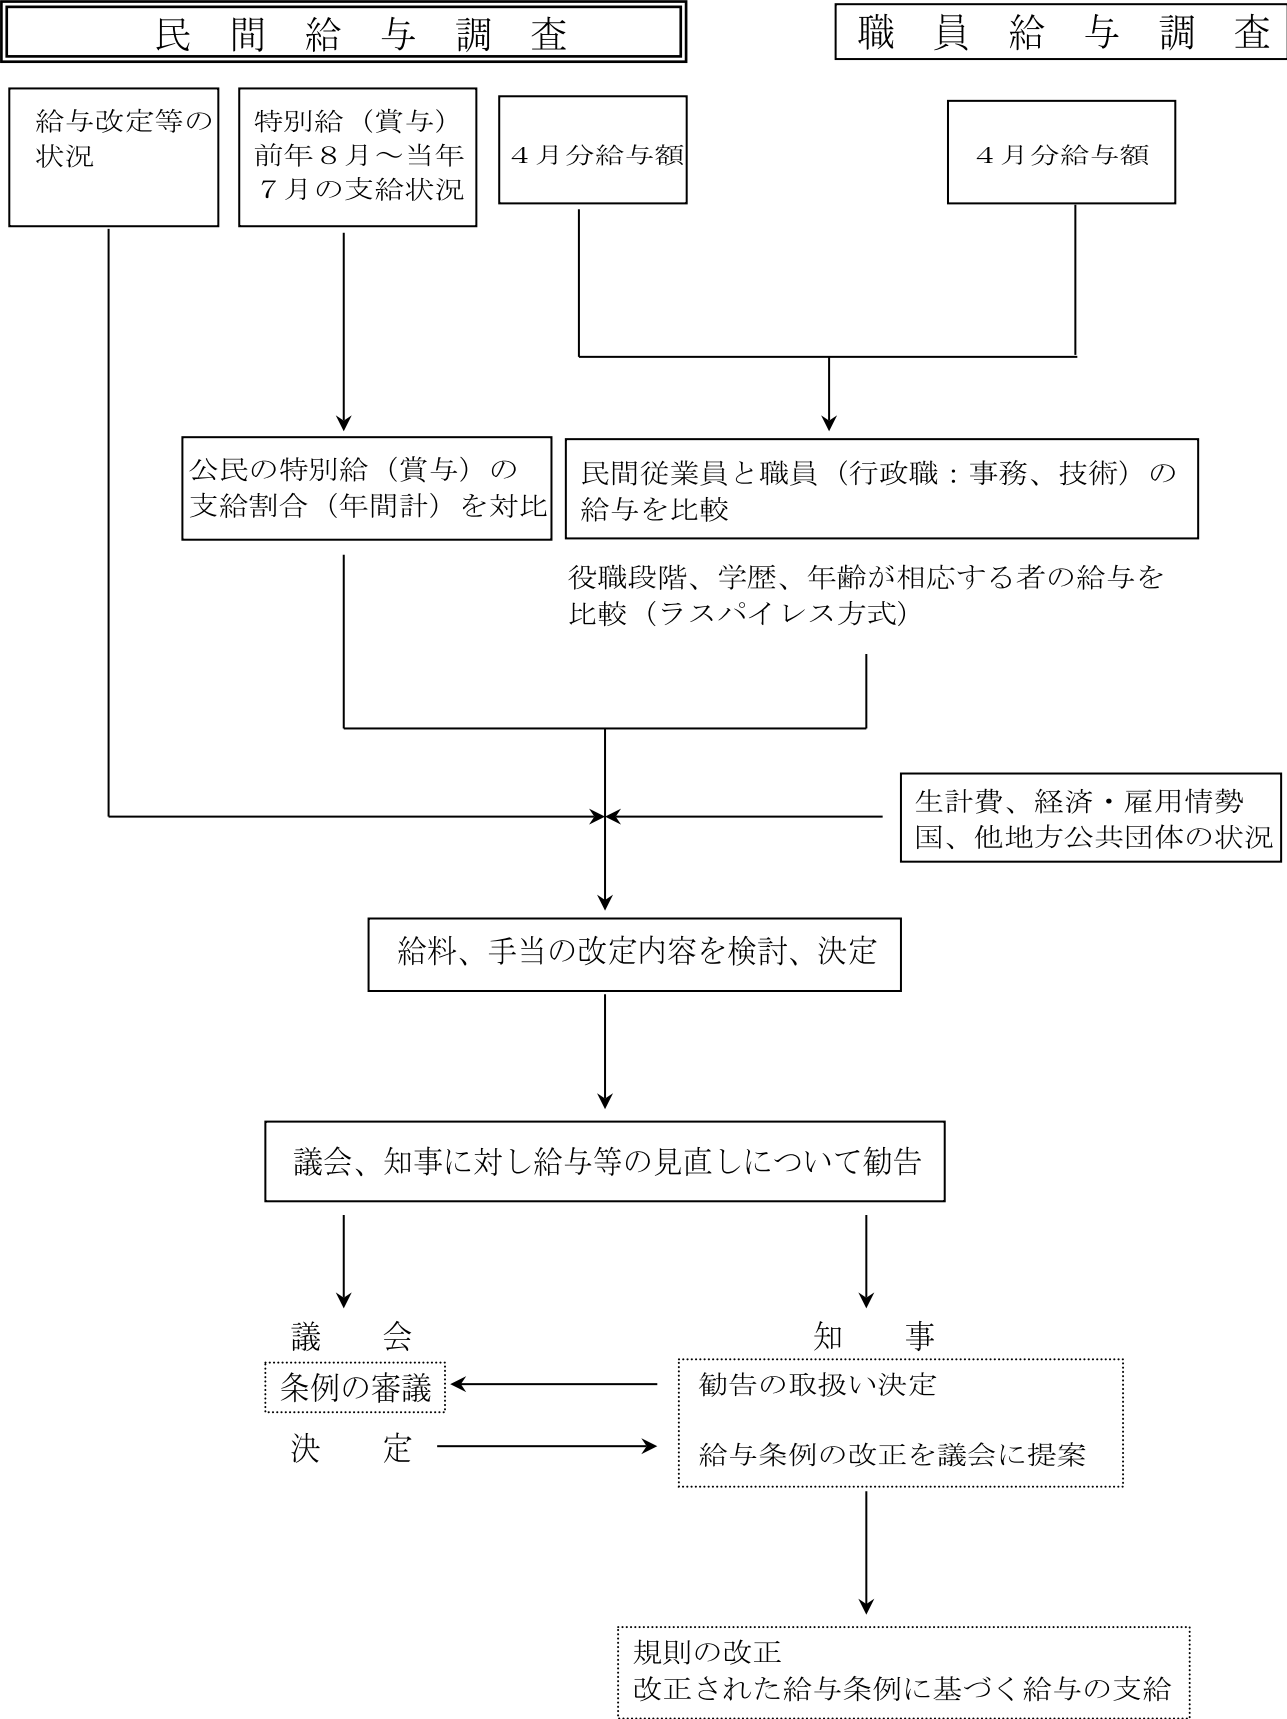 民　間　給　与　調　査
職　員　給　与　調　査
給与改定等の
状況
特別給（賞与）
前年８月～当年
７月の支給状況
４月分給与額
４月分給与額
公民の特別給（賞与）の
支給割合（年間計）を対比
民間従業員と職員（行政職：事務、技術）の
給与を比較
役職段階、学歴、年齢が相応する者の給与を
比較（ラスパイレス方式）
生計費、経済・雇用情勢
国、他地方公共団体の状況
給料、手当の改定内容を検討、決定
議会、知事に対し給与等の見直しについて勧告
議　　会
条例の審議
決　　定
知　　事
勧告の取扱い決定
給与条例の改正を議会に提案
規則の改正
改正された給与条例に基づく給与の支給